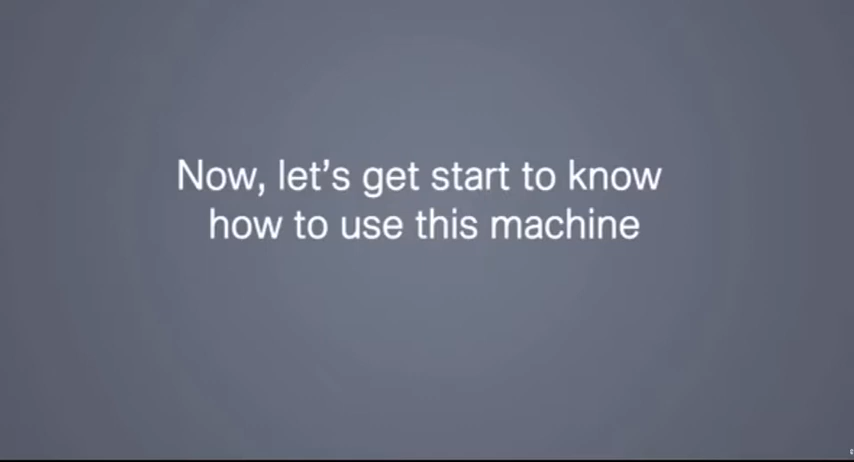 Now, let’s get start to know
how to use this machine